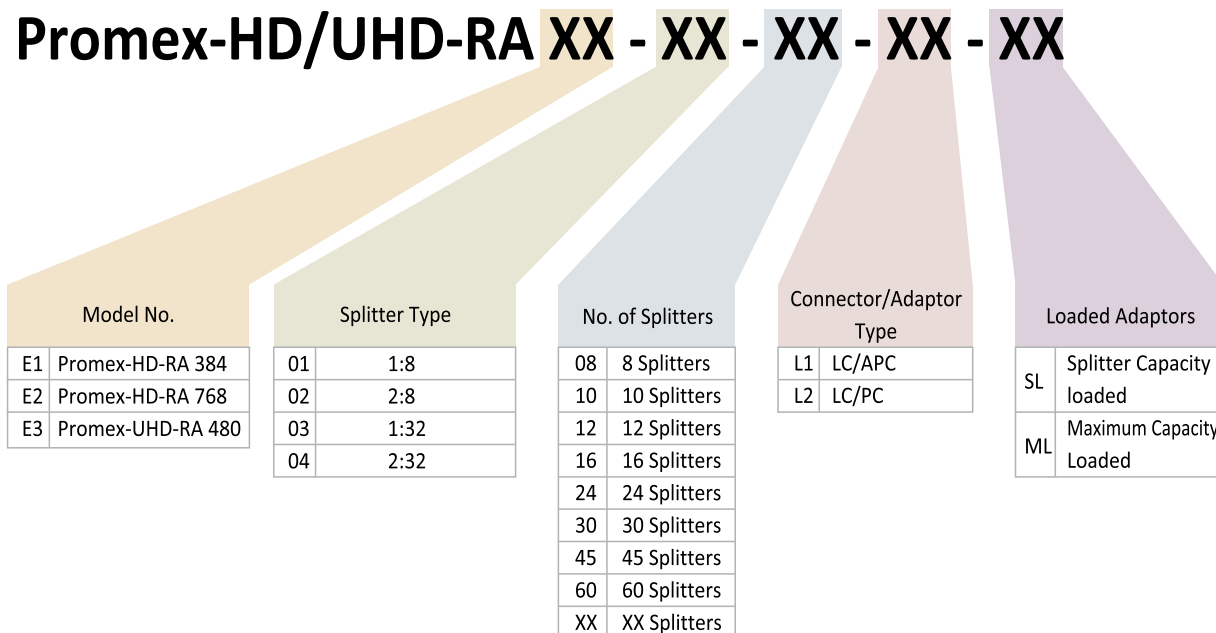 Promex-HD/UHD-RA XX - XX - XX - XX - XX
Model No.
E1 Promex-HD-RA 384
E2 Promex-HD-RA 768
E3 Promex-UHD-RA 480
Splitter Type
01 1:8
02 2:8
03 1:32
04 2:32
No. of Splitters
08 8 Splitters
10 10 Splitters
12 12 Splitters
16 16 Splitters
24 24 Splitters
30 30 Splitters
45 45 Splitters
60 60 Splitters
XX XX Splitters
Connector/Adaptor
Type
L1 LC/APC
L2 LC/PC
Loaded Adaptors
SL Splitter Capacity
loaded
ML Maximum Capacity
Loaded